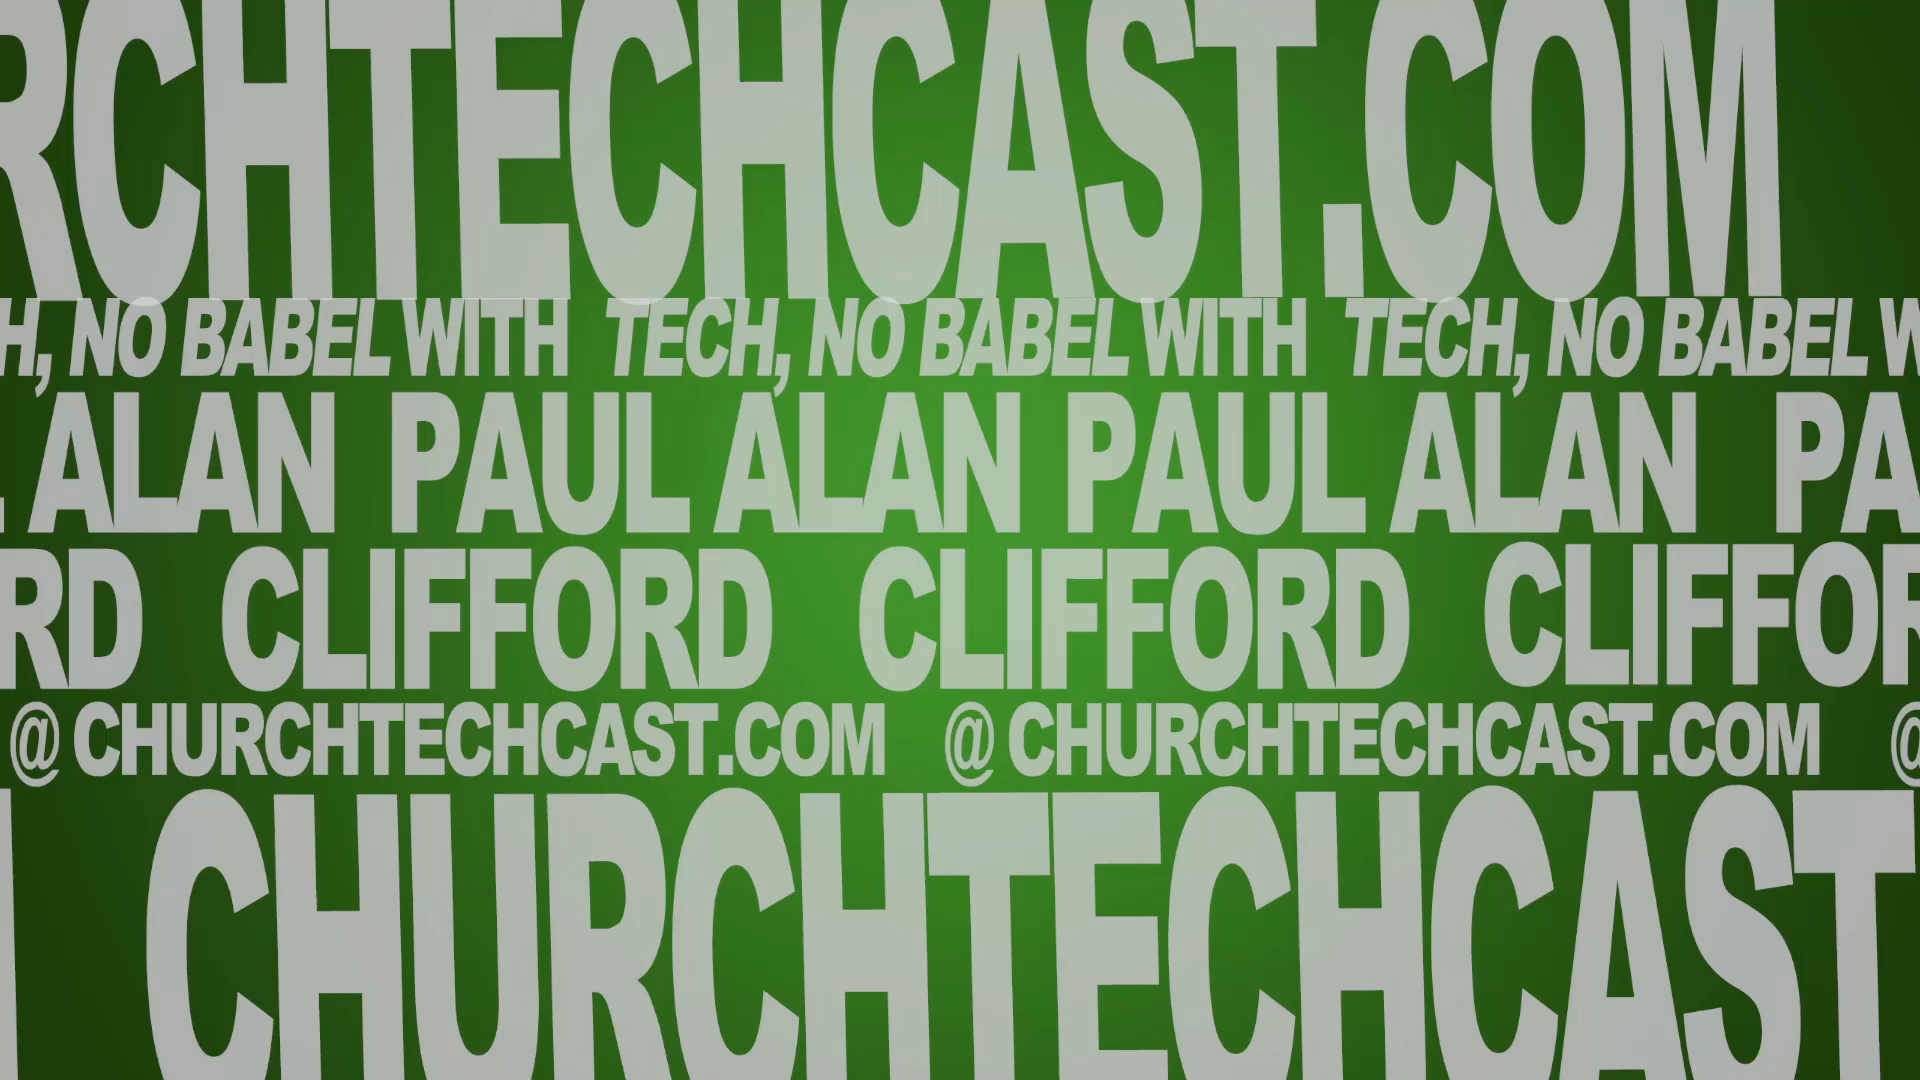 RCHTECHCAST.COM
H, NO BABEL WITH TECH, NO BABEL WITH TECH, NO BABEL W
ALAN PAUL ALAN PAUL ALAN PA
RD CLIFFORD CLIFFORD CLIFFOR
@ CHURCHTECHCAST.COM @ CHURCHTECHCAST.COM @
CHURCHTECHCAST